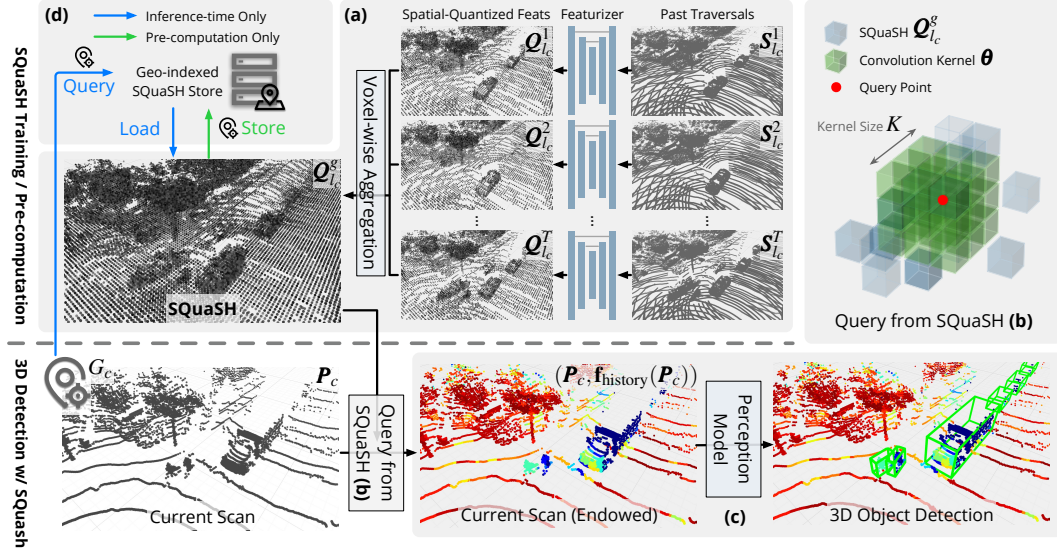 (d)
Inference-time Only
Pre-computation Only
Query
Geo-indexed
SQuaSH Store
Load
Store
(a)
Spatial-Quantized Feats
Featurizer
Past Traversals
Q^1_{l_c}
S^1_{l_c}
Q^2_{l_c}
S^2_{l_c}
...
...
Q^T_{l_c}
S^T_{l_c}
Voxel-wise Aggregation
Q^g_{l_c}
SQuaSH
SQuaSH Training / Pre-computation
SQuaSH Q^g_{l_c}
Convolution Kernel θ
Query Point
Kernel Size K
Query from SQuaSH (b)
3D Detection w/ SQuash
G_c
P_c
Current Scan
Query from
SQuaSH (b)
(P_c, f_history(P_c))
Current Scan (Endowed)
Perception
Model
(c)
3D Object Detection